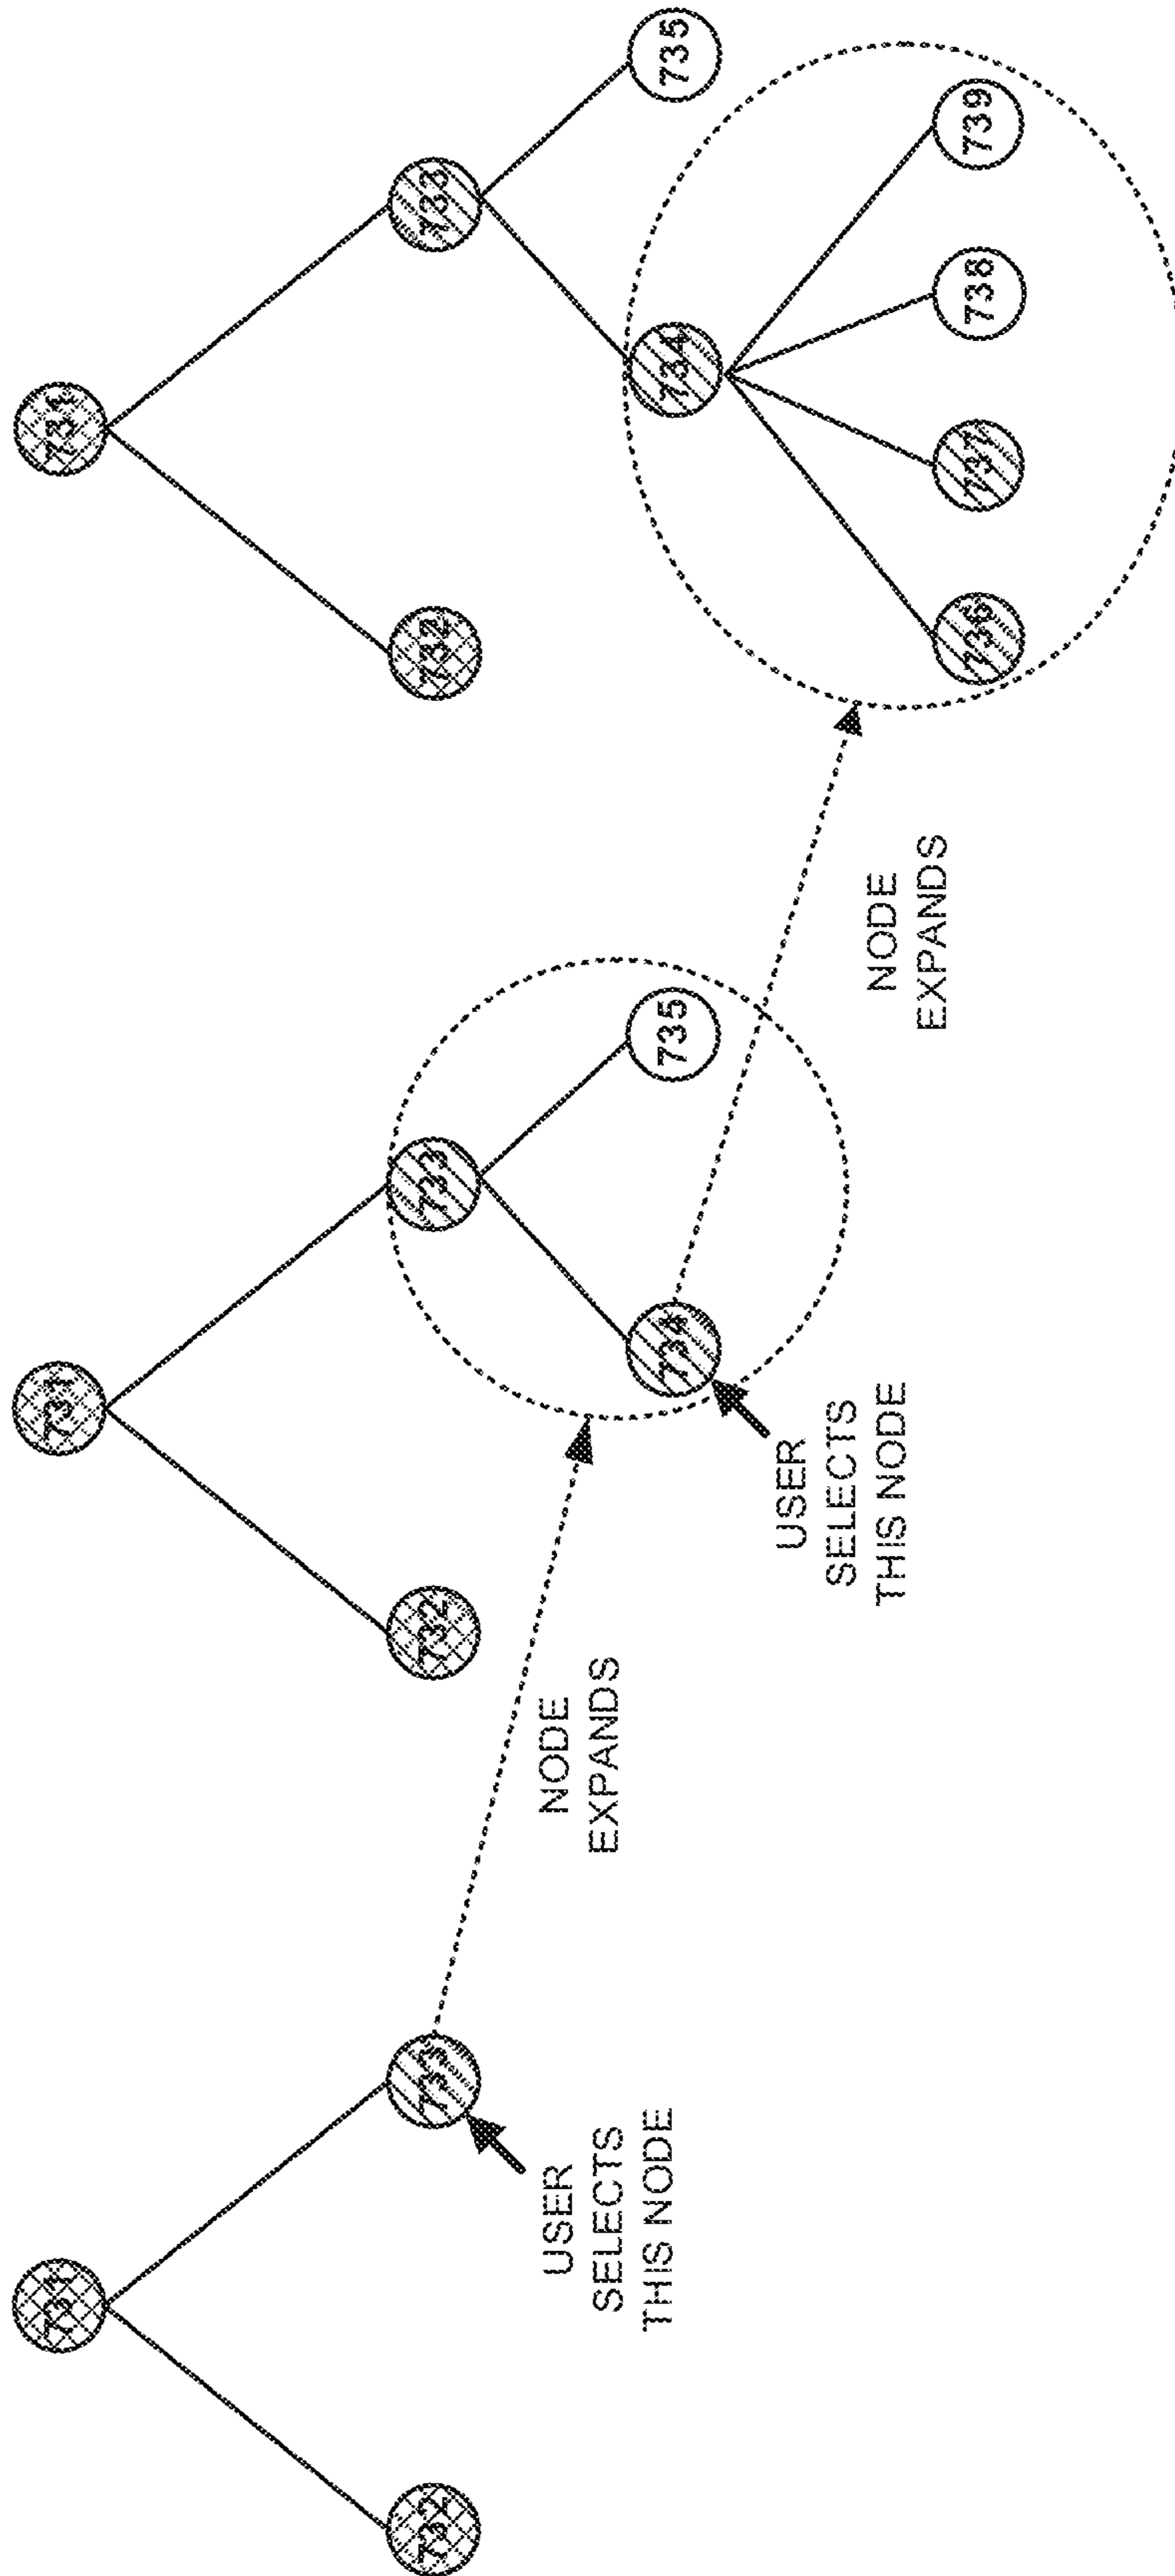 731
732
733
USER
SELECTS
THIS NODE
NODE
EXPANDS
731
732
733
734
735
USER
SELECTS
THIS NODE
NODE
EXPANDS
731
732
733
734
735
736
737
738
739